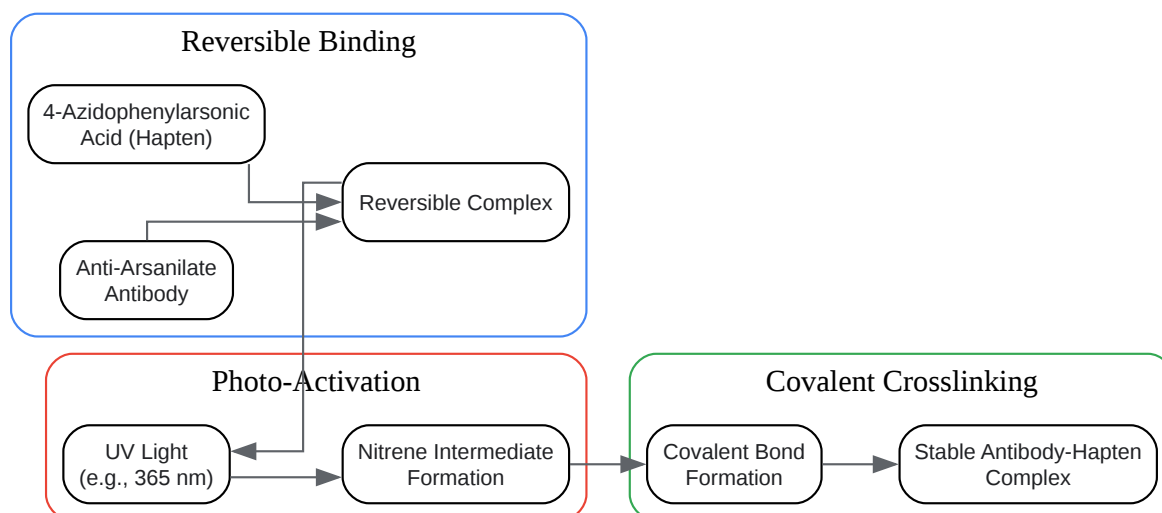 Reversible Binding
4-Azidophenylarsonic
Acid (Hapten)
Reversible Complex
Anti-Arsanilate
Antibody
Photo-Activation
UV Light
(e.g., 365 nm)
Nitrene Intermediate
Formation
Covalent Crosslinking
Covalent Bond
Formation
Stable Antibody-Hapten
Complex